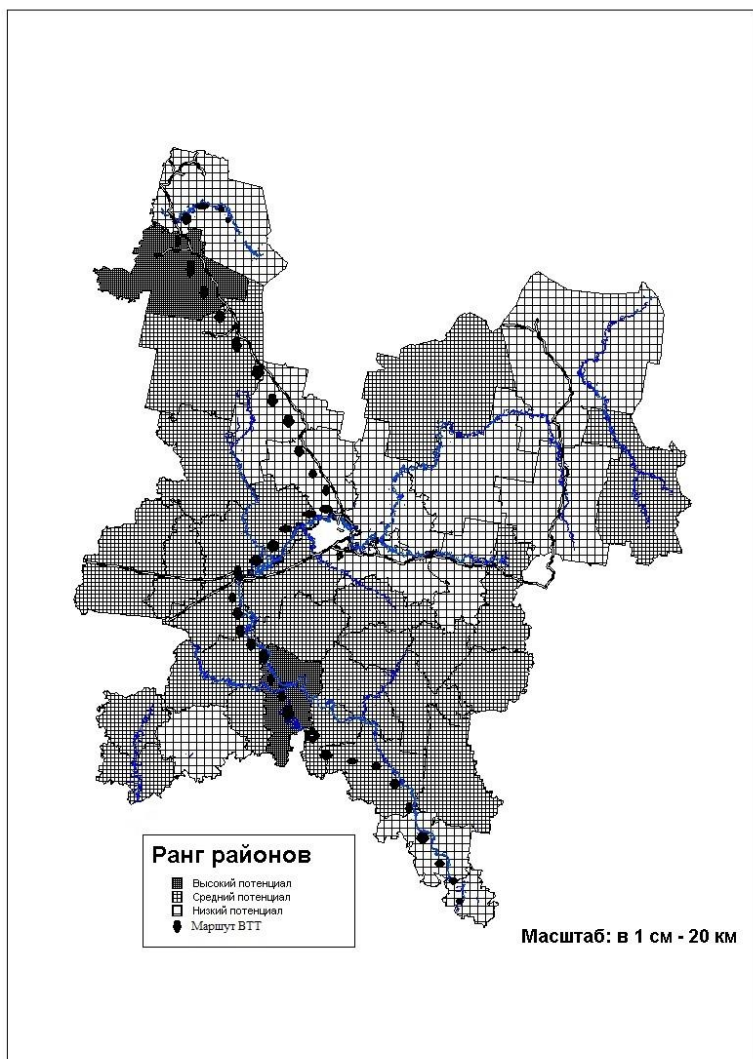 Ранг районов
Высокий потенциал
Средний потенциал
Низкий потенциал
Маршут ВТТ
Масштаб: в 1 см - 20 км